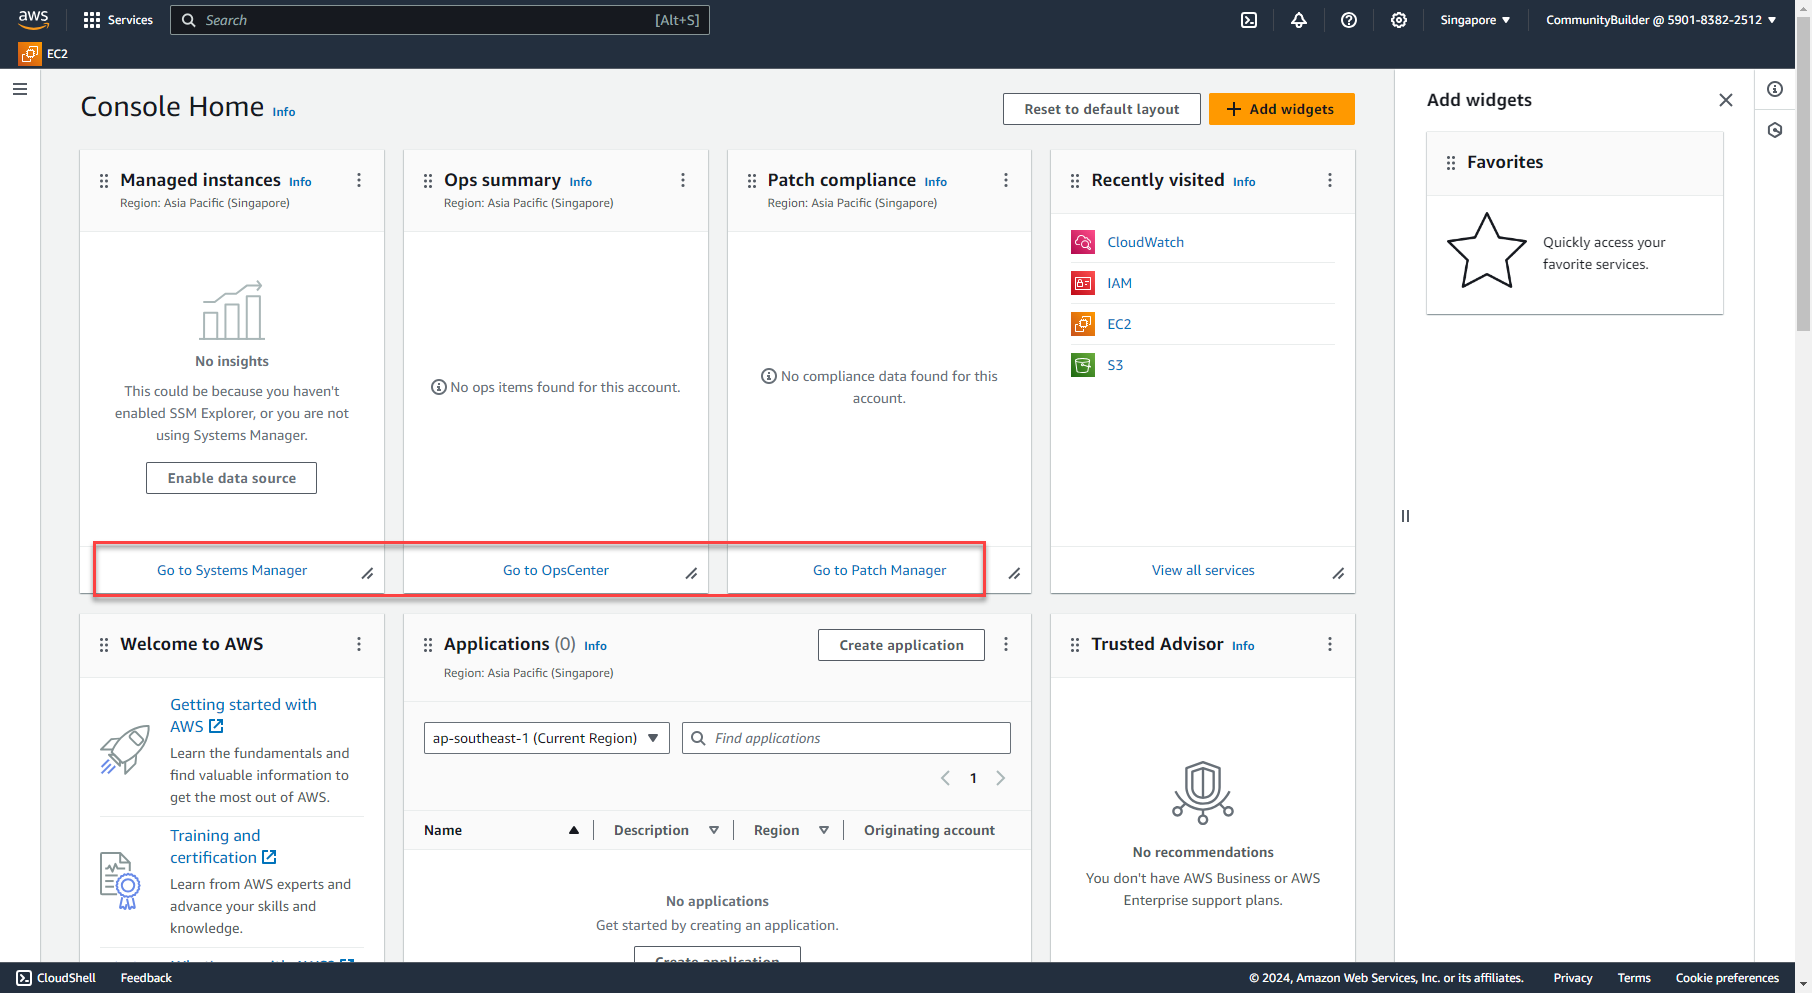 aws
Services
Search
[Alt+S]
Singapore
CommunityBuilder @ 5901-8382-2512
EC2
Console Home Info
Reset to default layout
Add widgets
Managed instances Info
Region: Asia Pacific (Singapore)
No insights
This could be because you haven't
enabled SSM Explorer, or you are not
using Systems Manager.
Enable data source
Go to Systems Manager
Ops summary Info
Region: Asia Pacific (Singapore)
No ops items found for this account.
Go to OpsCenter
Patch compliance Info
Region: Asia Pacific (Singapore)
No compliance data found for this
account.
Go to Patch Manager
Recently visited Info
CloudWatch
IAM
EC2
S3
View all services
Add widgets
Favorites
Quickly access your
favorite services.
Welcome to AWS
Getting started with
AWS
Learn the fundamentals and
find valuable information to
get the most out of AWS.
Training and
certification
Learn from AWS experts and
advance your skills and
knowledge.
Applications (0) Info
Region: Asia Pacific (Singapore)
Create application
ap-southeast-1 (Current Region)
Find applications
1
Name
Description
Region
Originating account
No applications
Get started by creating an application.
Create application
Trusted Advisor Info
No recommendations
You don't have AWS Business or AWS
Enterprise support plans.
CloudShell
Feedback
© 2024, Amazon Web Services, Inc. or its affiliates.
Privacy
Terms
Cookie preferences